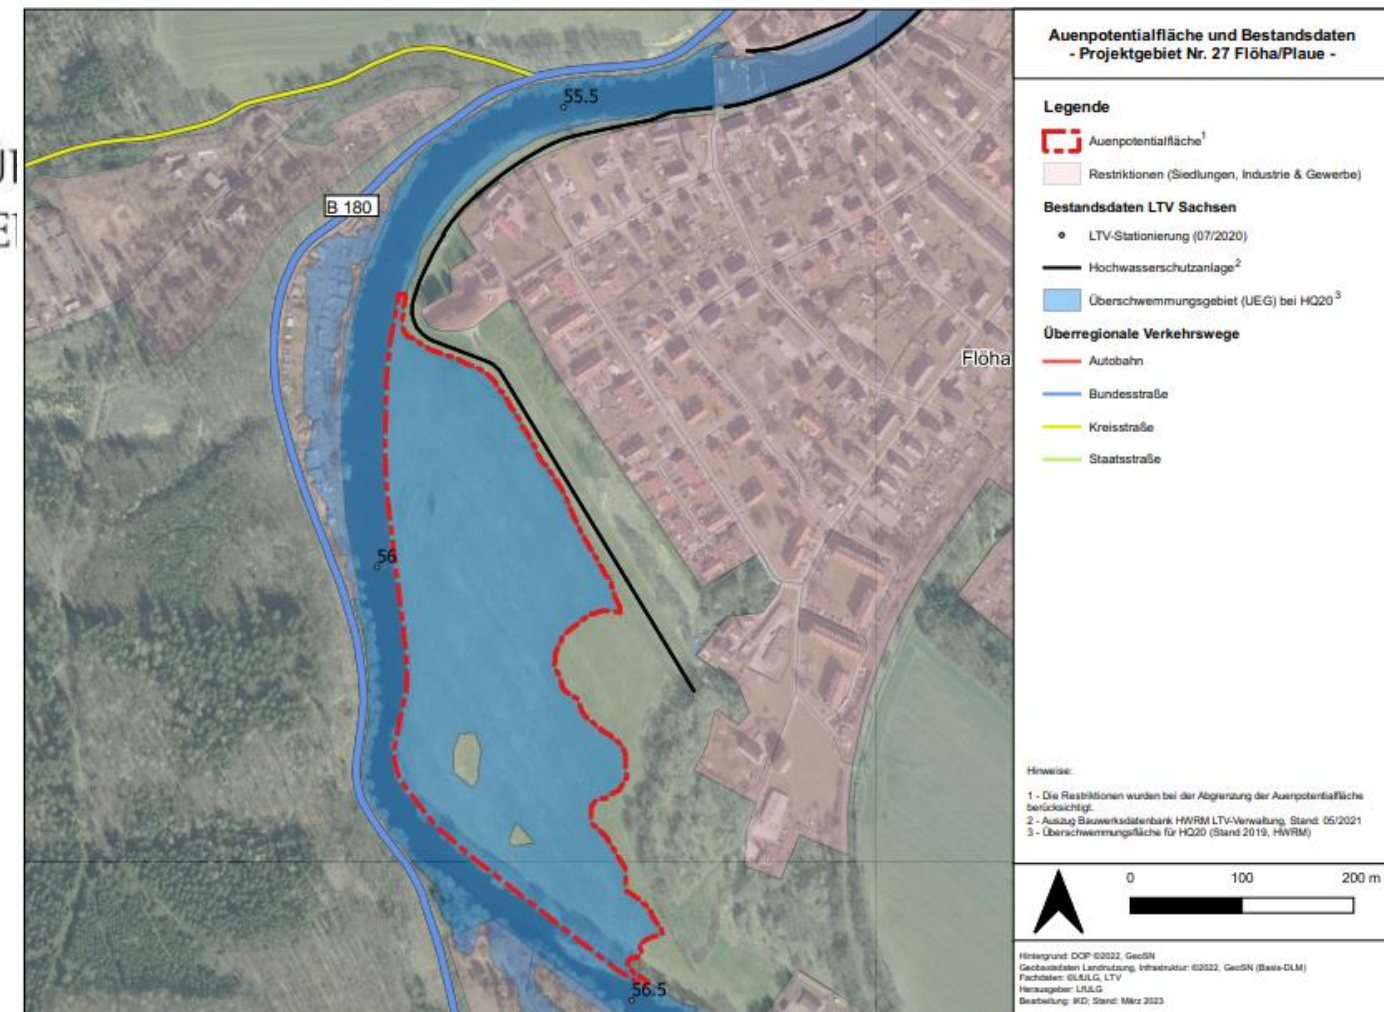 Auenpotentialfläche und Bestandsdaten
- Projektgebiet Nr. 27 Flöha/Plaue -
Legende
Auenpotentialfläche1
Restriktionen (Siedlungen, Industrie & Gewerbe)
Bestandsdaten LTV Sachsen
LTV-Stationierung (07/2020)
Hochwasserschutzanlage2
Überschwemmungsgebiet (UEG) bei HQ20 3
Überregionale Verkehrswege
Autobahn
Bundesstraße
Kreisstraße
Staatsstraße
55.5
B 180
Flöha
56
56.5
Hinweise:
1 - Die Restriktionen wurden bei der Abgrenzung der Auenpotentialfläche
berücksichtigt.
2 - Auszug Bauwerksdatenbank HWRM LTV-Verwaltung, Stand: 05/2021
3 - Überschwemmungsfläche für HQ20 (Stand 2019, HWRM)
0 100 200 m
Hintergrund: DOP ©2022, GeoSN
Geobasisdaten Landnutzung, Infrastruktur: ©2022, GeoSN (Basis-DLM)
Fachdaten: ©LfULG, LTV
Herausgeber: LfULG
Bearbeitung: IKD; Stand: März 2023